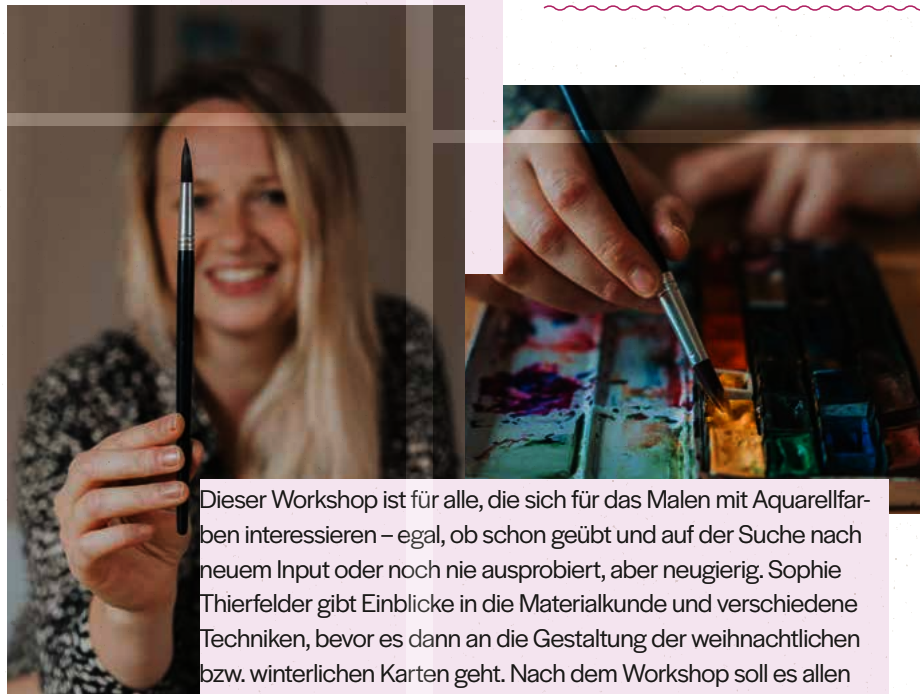 Dieser Workshop ist für alle, die sich für das Malen mit Aquarellfar-
ben interessieren – egal, ob schon geübt und auf der Suche nach
neuem Input oder noch nie ausprobiert, aber neugierig. Sophie
Thierfelder gibt Einblicke in die Materialkunde und verschiedene
Techniken, bevor es dann an die Gestaltung der weihnachtlichen
bzw. winterlichen Karten geht. Nach dem Workshop soll es allen